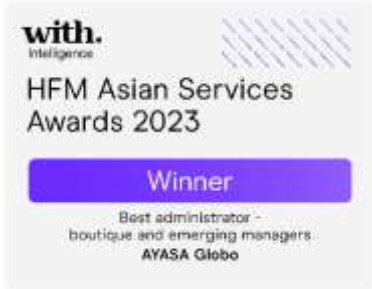 with.
Intelligence
HFM Asian Services
Awards 2023
Winner
Best administrator -
boutique and emerging managers
AYASA Globo